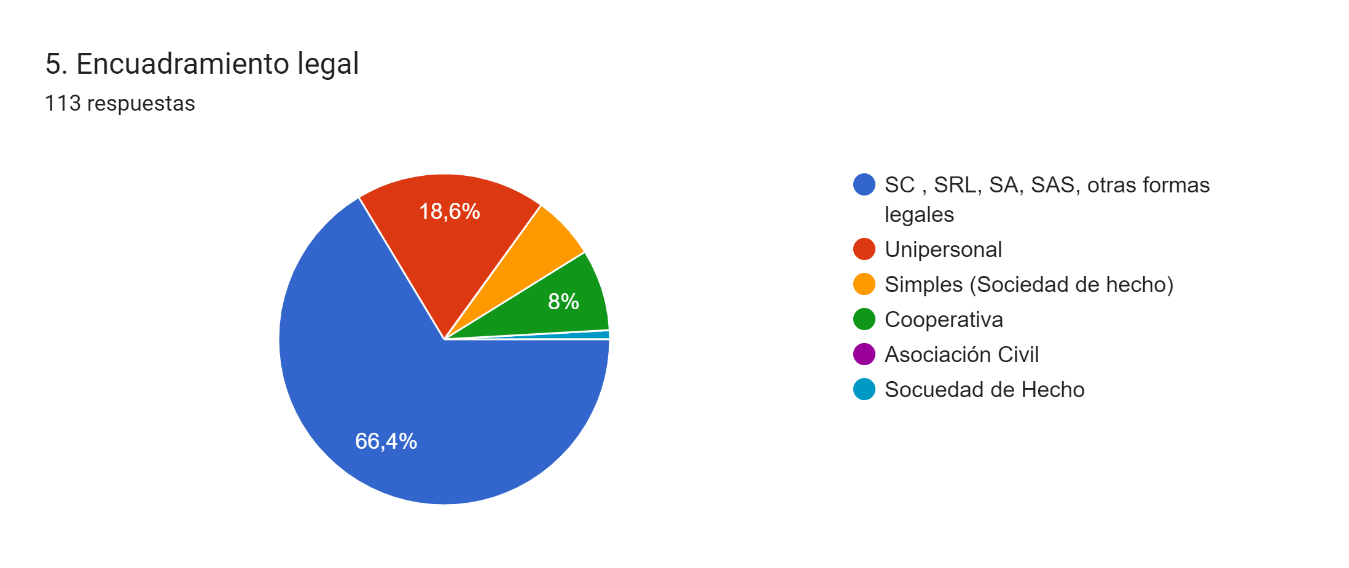 5. Encuadramiento legal
113 respuestas
18,6%
8%
66,4%
SC , SRL, SA, SAS, otras formas
legales
Unipersonal
Simples (Sociedad de hecho)
Cooperativa
Asociación Civil
Socuedad de Hecho